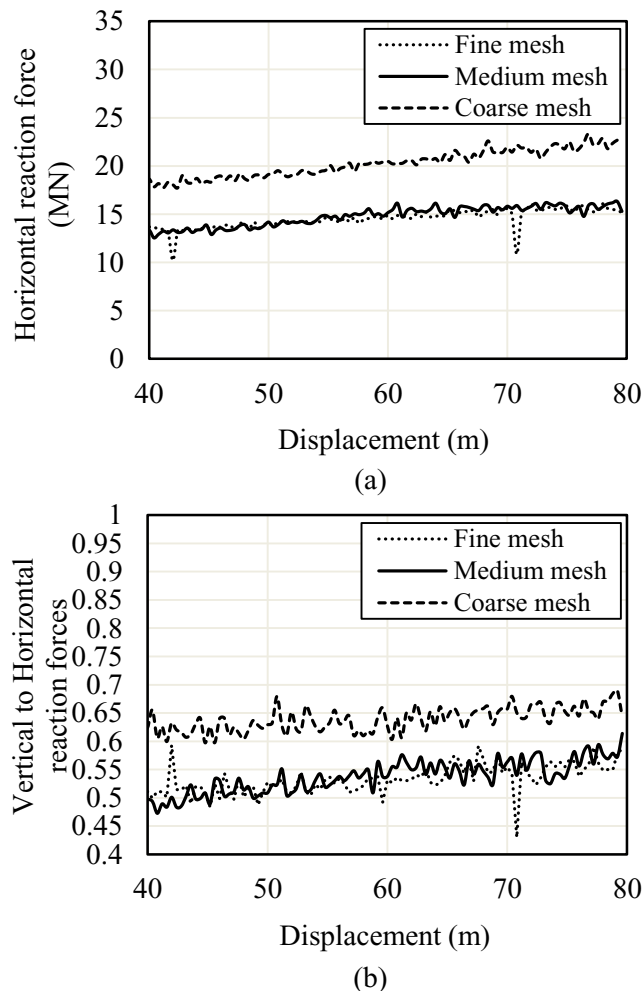 35
30
25
20
15
10
5
0
Horizontal reaction force
(MN)
Fine mesh
Medium mesh
Coarse mesh
40 50 60 70 80
Displacement (m)
(a)
1
0.95
0.9
0.85
0.8
0.75
0.7
0.65
0.6
0.55
0.5
0.45
0.4
Vertical to Horizontal
reaction forces
Fine mesh
Medium mesh
Coarse mesh
40 50 60 70 80
Displacement (m)
(b)